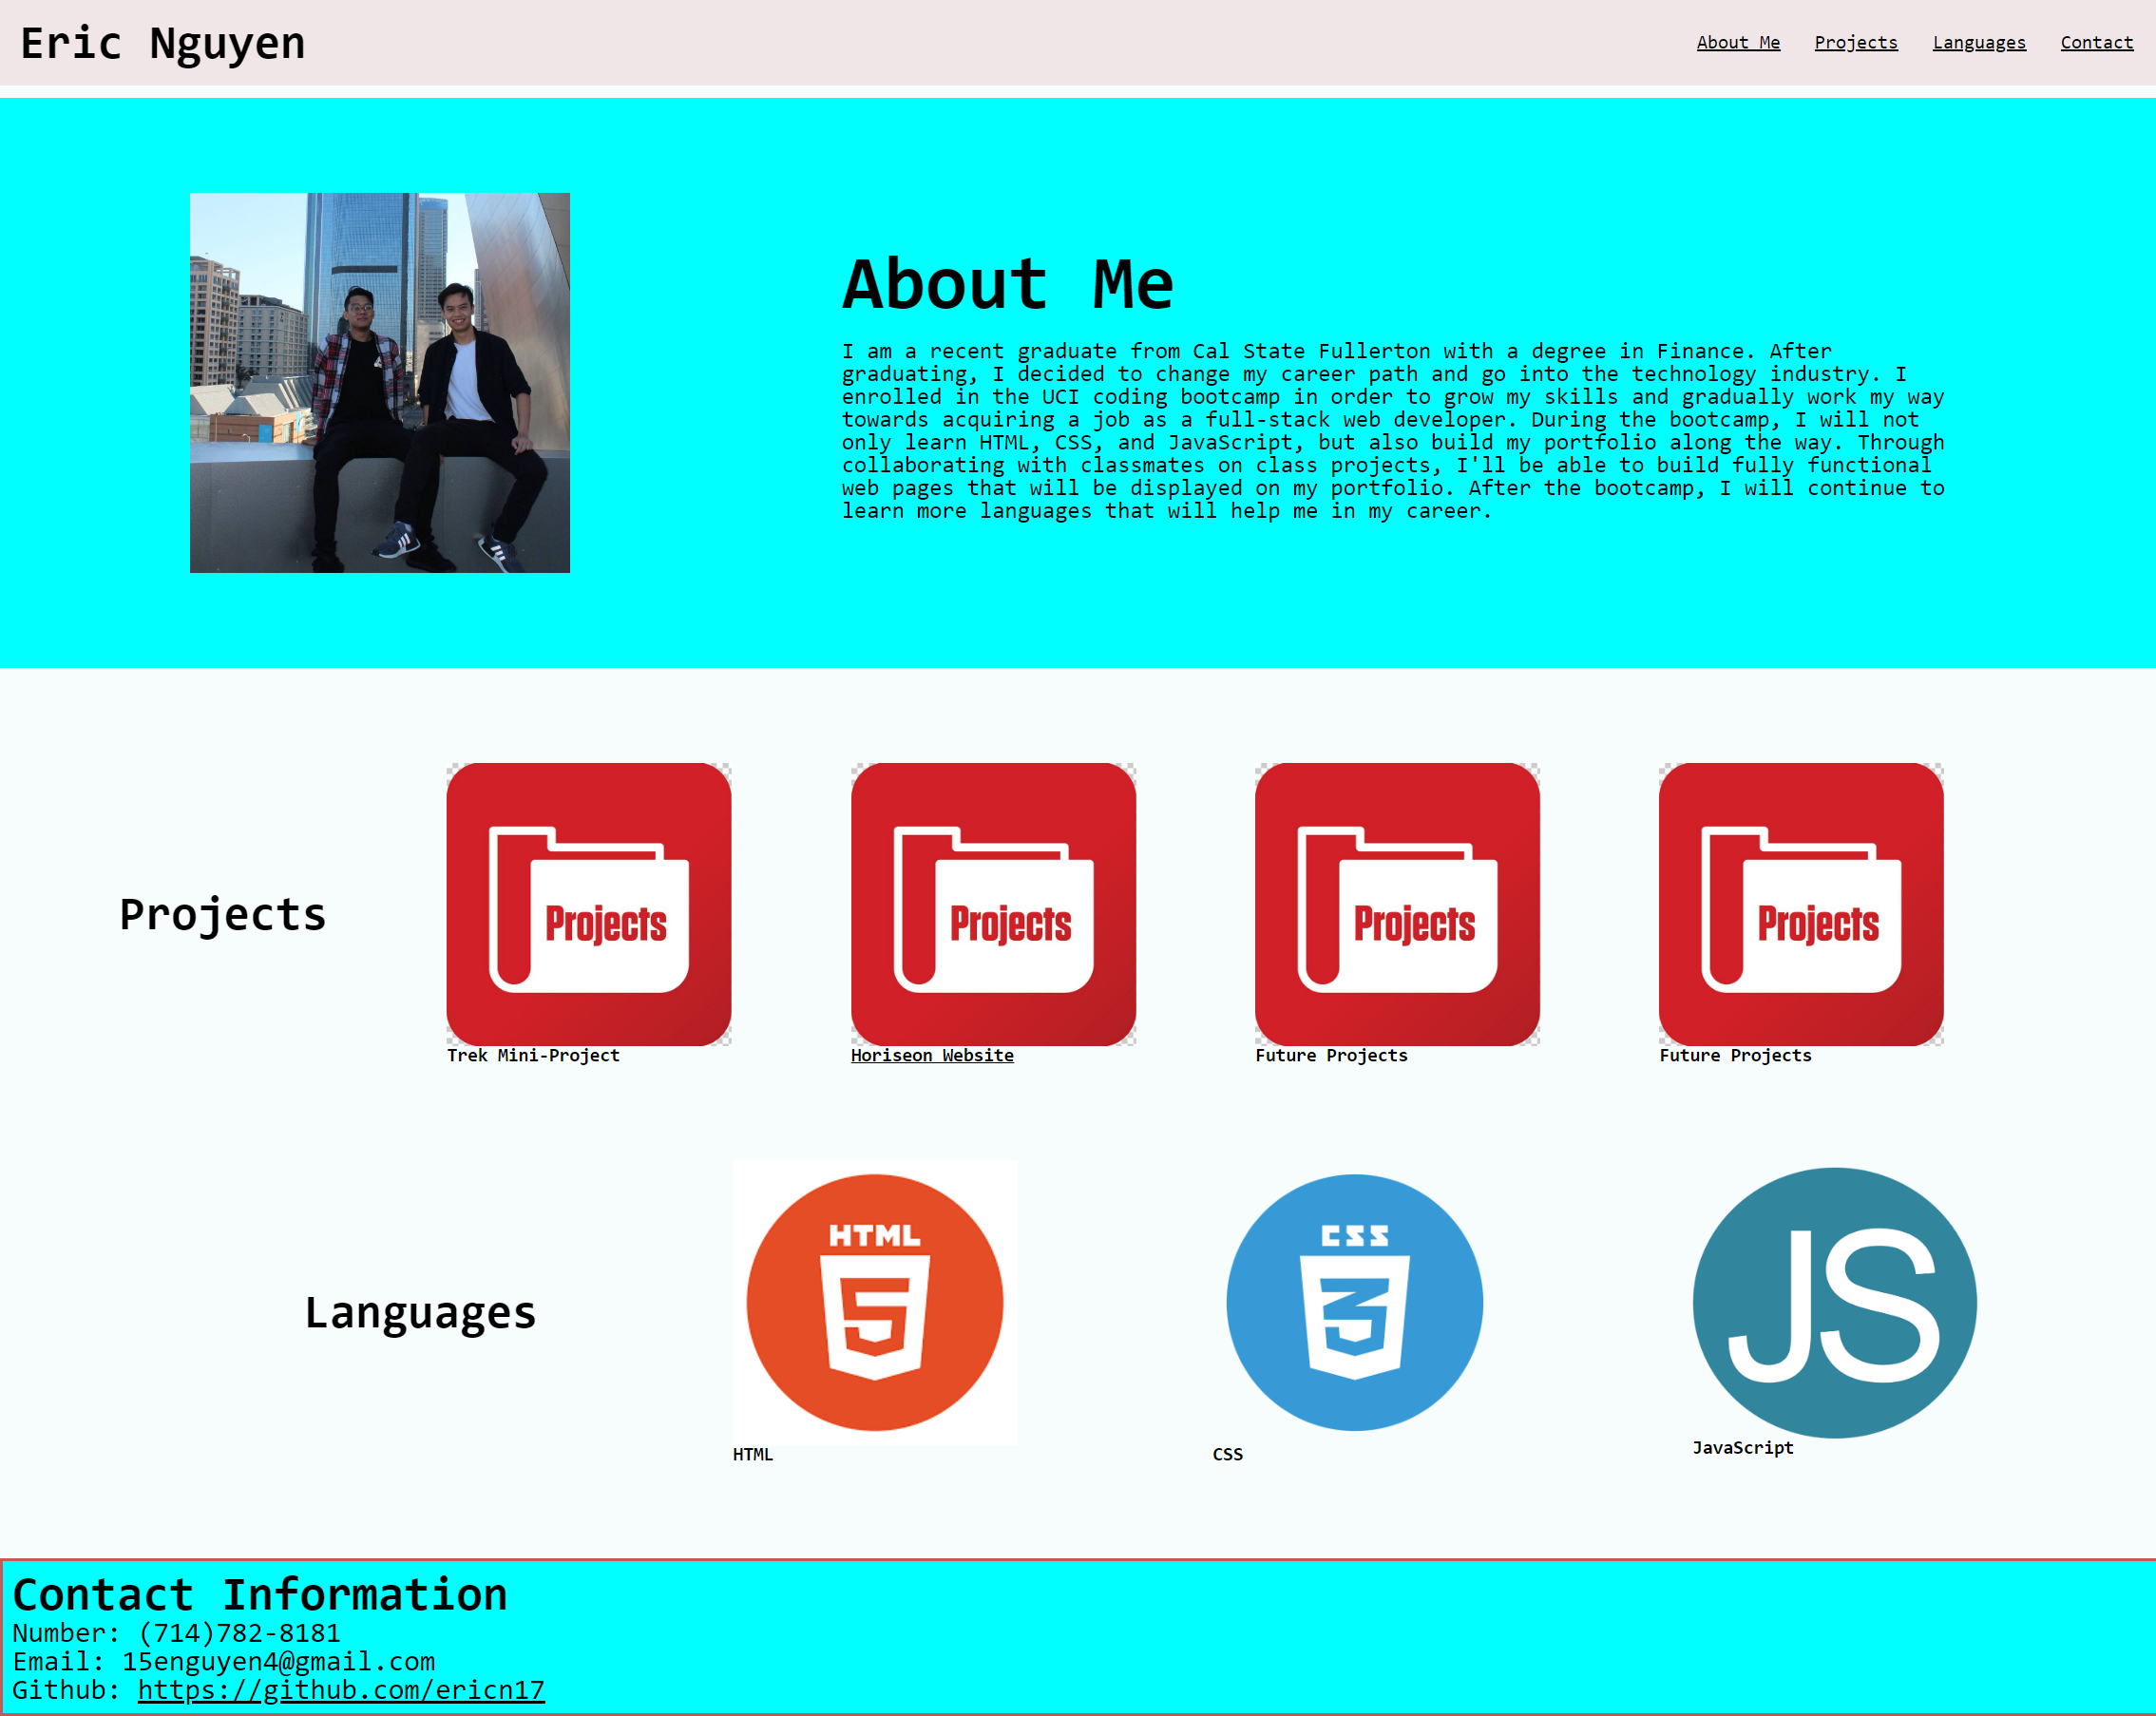 Eric Nguyen
About Me Projects Languages Contact
About Me
I am a recent graduate from Cal State Fullerton with a degree in Finance. After
graduating, I decided to change my career path and go into the technology industry. I
enrolled in the UCI coding bootcamp in order to grow my skills and gradually work my way
towards acquiring a job as a full-stack web developer. During the bootcamp, I will not
only learn HTML, CSS, and JavaScript, but also build my portfolio along the way. Through
collaborating with classmates on class projects, I'll be able to build fully functional
web pages that will be displayed on my portfolio. After the bootcamp, I will continue to
learn more languages that will help me in my career.
Projects
Projects Projects Projects Projects
Trek Mini-Project Horiseon Website Future Projects Future Projects
Languages
HTML 5 CSS 3 JS
HTML CSS JavaScript
Contact Information
Number: (714)782-8181
Email: 15enguyen4@gmail.com
Github: https://github.com/ericn17